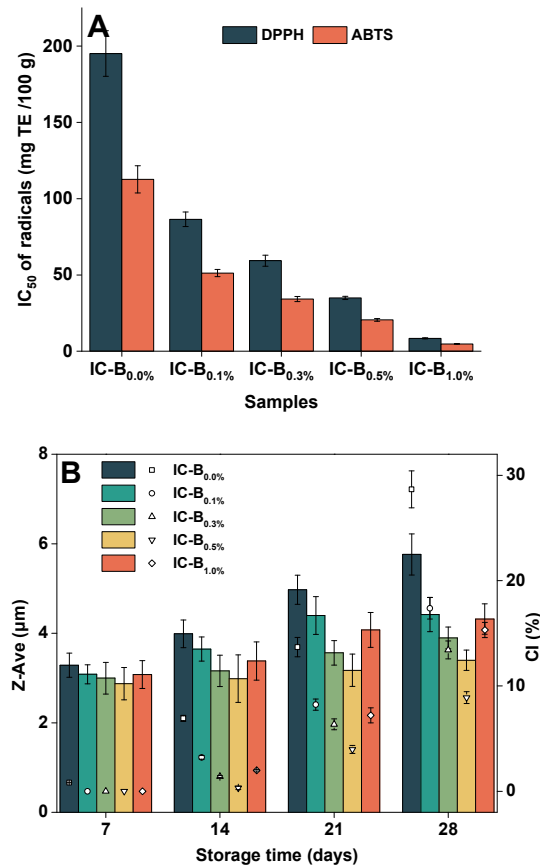 A
DPPH ABTS
200
150
100
50
0
IC₅₀ of radicals (mg TE /100 g)
IC-B₀.₀% IC-B₀.₁% IC-B₀.₃% IC-B₀.₅% IC-B₁.₀%
Samples
B
IC-B₀.₀%
IC-B₀.₁%
IC-B₀.₃%
IC-B₀.₅%
IC-B₁.₀%
8
6
4
2
0
Z-Ave (μm)
30
20
10
0
CI (%)
7 14 21 28
Storage time (days)